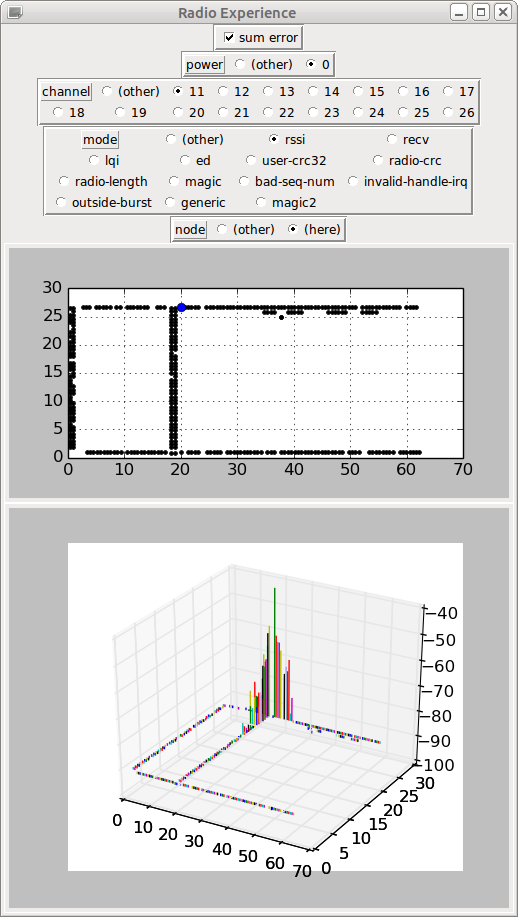 Radio Experience
sum error
power (other) 0
channel (other) 11 12 13 14 15 16 17
18 19 20 21 22 23 24 25 26
mode (other) rssi recv
lqi ed user-crc32 radio-crc
radio-length magic bad-seq-num invalid-handle-irq
outside-burst generic magic2
node (other) (here)
30
25
20
15
10
5
0
0 10 20 30 40 50 60 70
−40
−50
−60
−70
−80
−90
−100
0 10 20 30 40 50 60 70
0 5 10 15 20 25 30